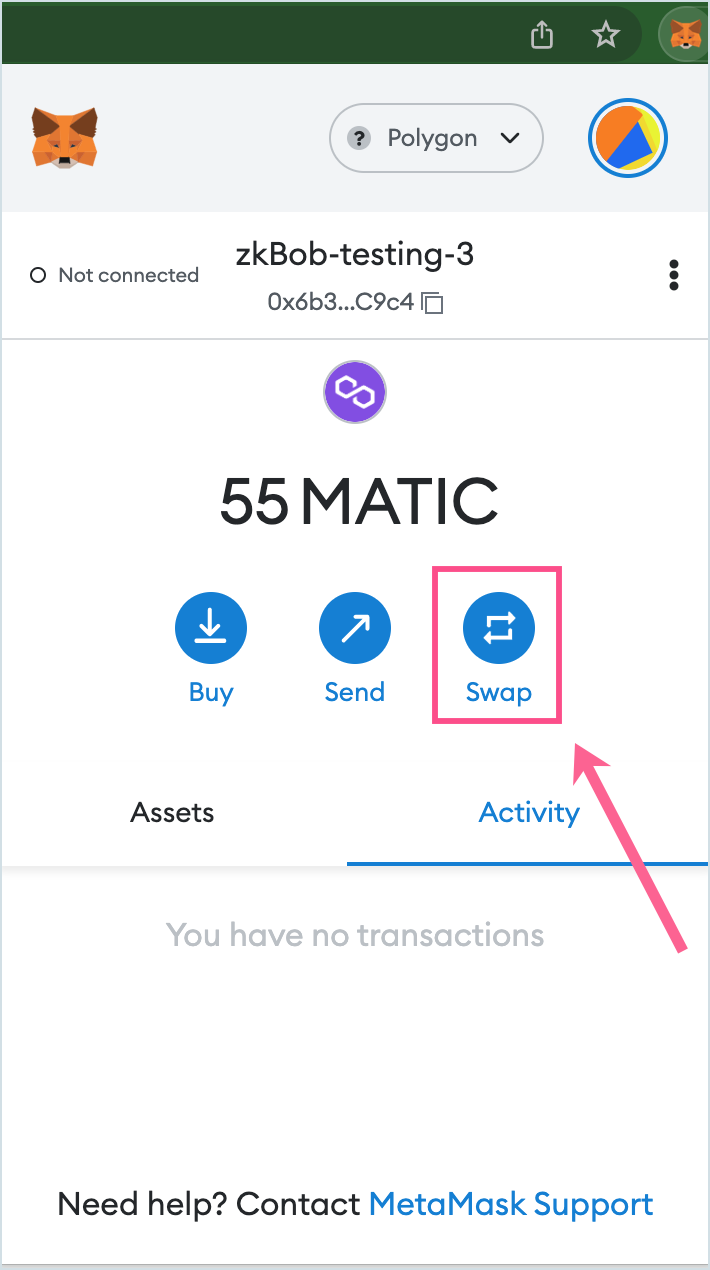 ? Polygon
zkBob-testing-3
Not connected
0x6b3...C9c4
55 MATIC
Buy Send Swap
Assets Activity
You have no transactions
Need help? Contact MetaMask Support